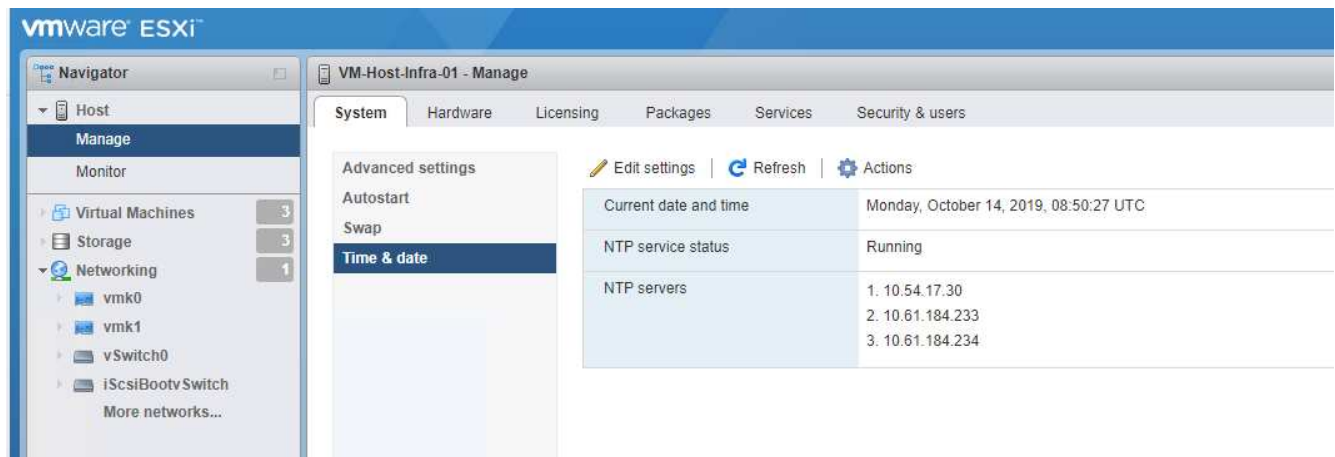 vmware ESXi™
Navigator
VM-Host-Infra-01 - Manage
Host
Manage
Monitor
Virtual Machines 3
Storage 3
Networking 1
vmk0
vmk1
vSwitch0
iScsiBootvSwitch
More networks...
System Hardware Licensing Packages Services Security & users
Advanced settings
Autostart
Swap
Time & date
Edit settings | Refresh | Actions
Current date and time Monday, October 14, 2019, 08:50:27 UTC
NTP service status Running
NTP servers 1. 10.54.17.30
2. 10.61.184.233
3. 10.61.184.234